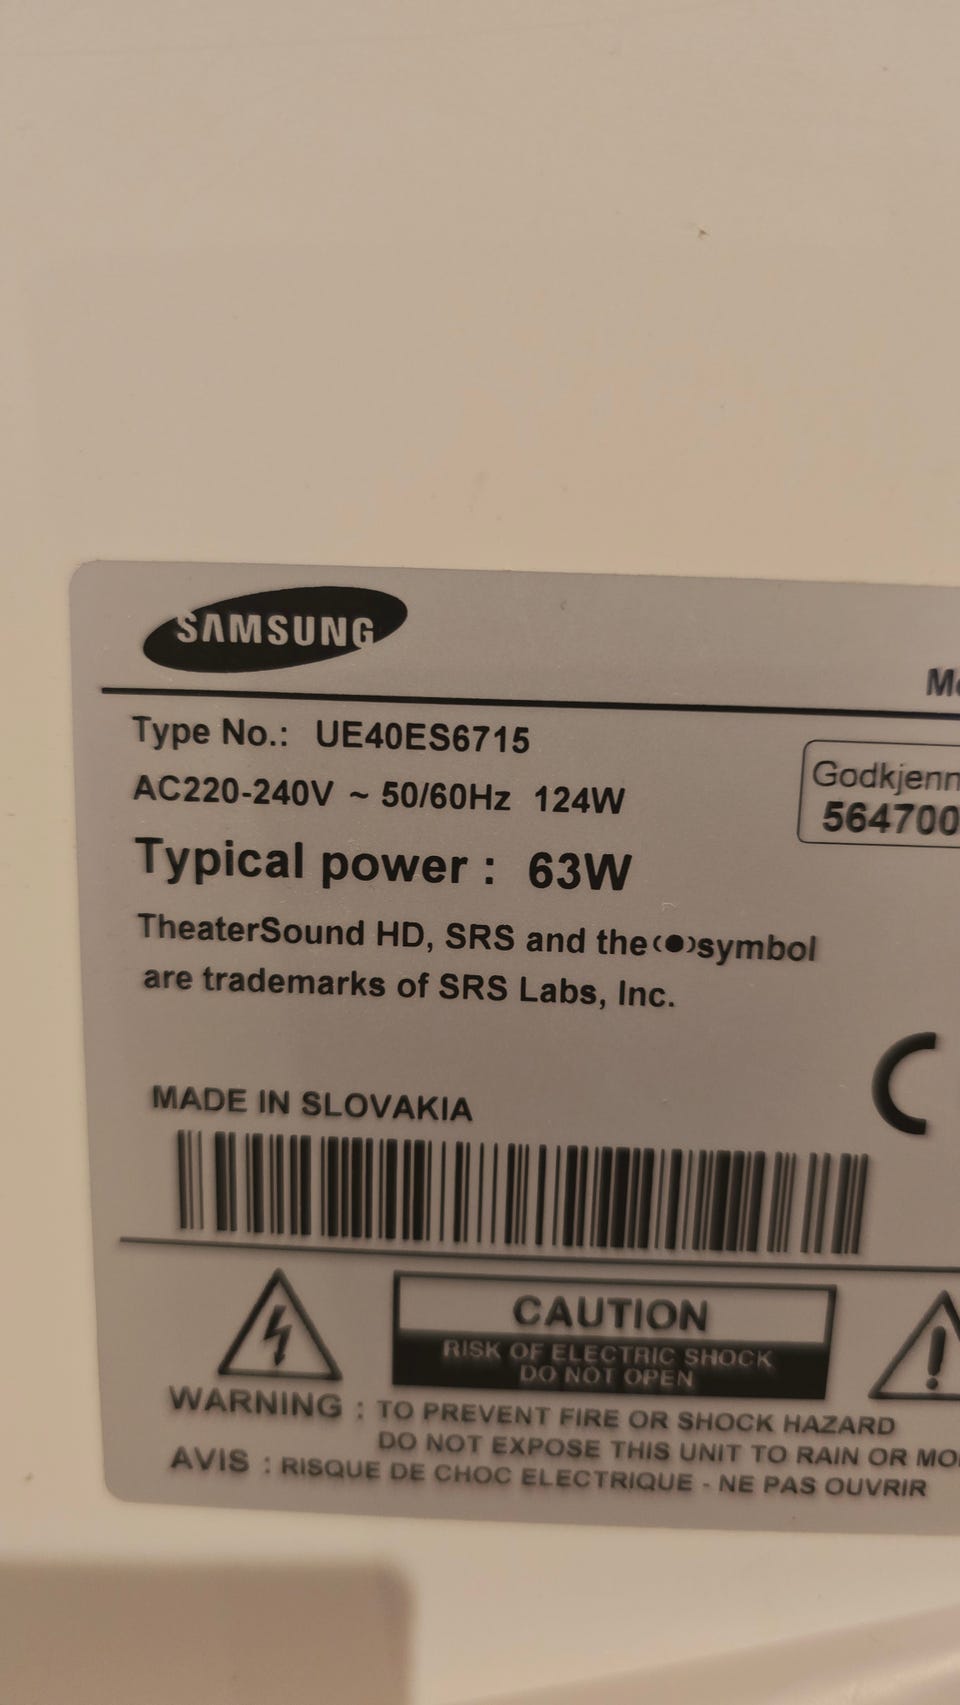 SAMSUNG
Type No.: UE40ES6715
AC220-240V ~ 50/60Hz 124W
Godkjenn
564700
Typical power : 63W
TheaterSound HD, SRS and the (●) symbol
are trademarks of SRS Labs, Inc.
MADE IN SLOVAKIA
CAUTION
RISK OF ELECTRIC SHOCK
DO NOT OPEN
WARNING : TO PREVENT FIRE OR SHOCK HAZARD
DO NOT EXPOSE THIS UNIT TO RAIN OR
AVIS : RISQUE DE CHOC ELECTRIQUE - NE PAS OUVRIR